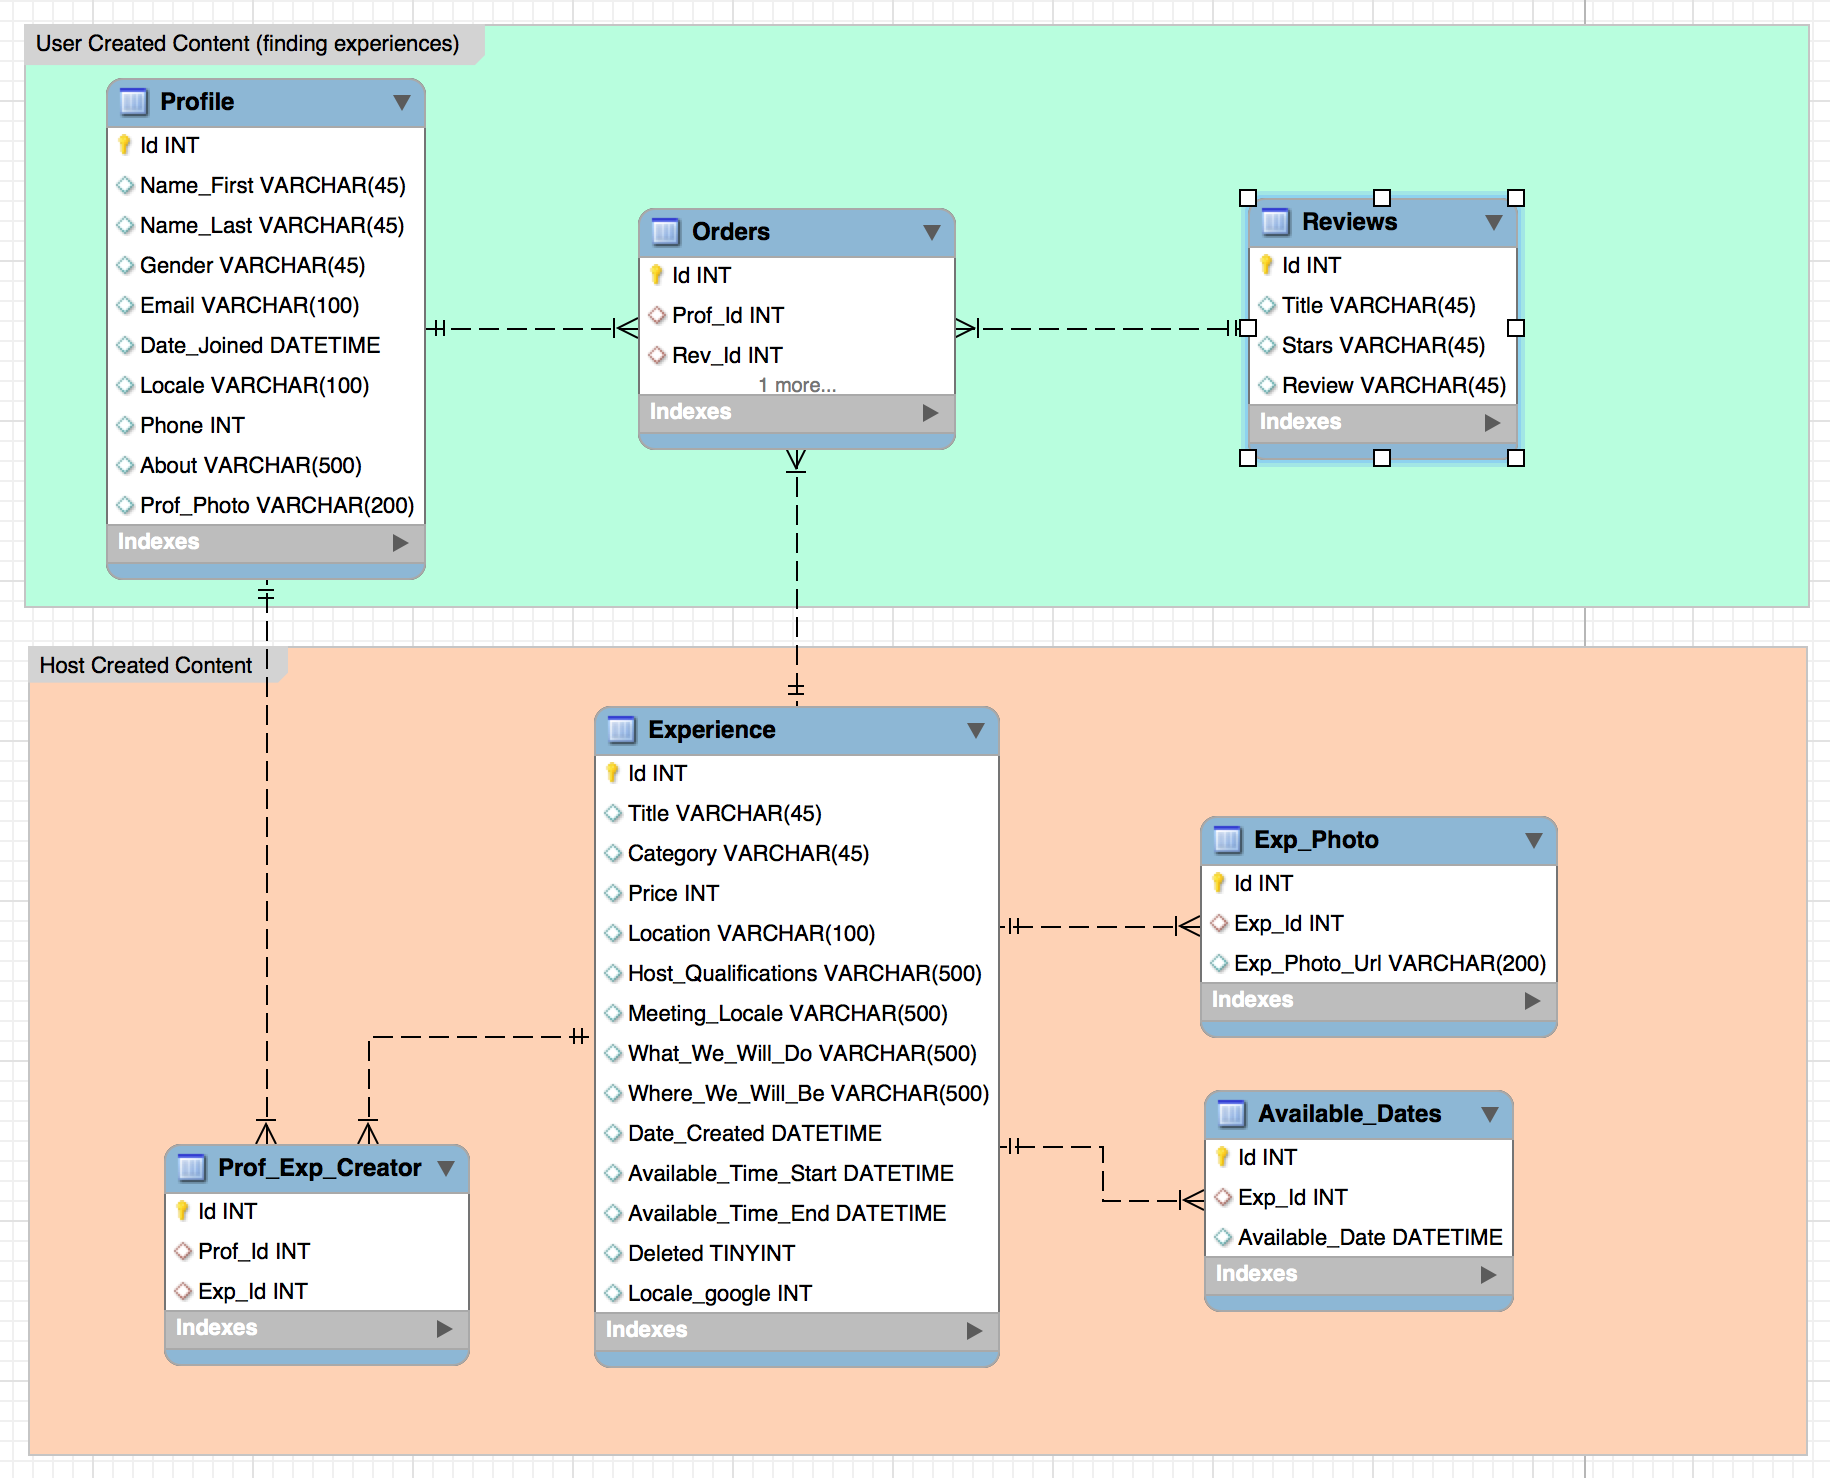 User Created Content (finding experiences)
Profile
Id INT
Name_First VARCHAR(45)
Name_Last VARCHAR(45)
Gender VARCHAR(45)
Email VARCHAR(100)
Date_Joined DATETIME
Locale VARCHAR(100)
Phone INT
About VARCHAR(500)
Prof_Photo VARCHAR(200)
Indexes
Orders
Id INT
Prof_Id INT
Rev_Id INT
1 more...
Indexes
Reviews
Id INT
Title VARCHAR(45)
Stars VARCHAR(45)
Review VARCHAR(45)
Indexes
Host Created Content
Prof_Exp_Creator
Id INT
Prof_Id INT
Exp_Id INT
Indexes
Experience
Id INT
Title VARCHAR(45)
Category VARCHAR(45)
Price INT
Location VARCHAR(100)
Host_Qualifications VARCHAR(500)
Meeting_Locale VARCHAR(500)
What_We_Will_Do VARCHAR(500)
Where_We_Will_Be VARCHAR(500)
Date_Created DATETIME
Available_Time_Start DATETIME
Available_Time_End DATETIME
Deleted TINYINT
Locale_google INT
Indexes
Exp_Photo
Id INT
Exp_Id INT
Exp_Photo_Url VARCHAR(200)
Indexes
Available_Dates
Id INT
Exp_Id INT
Available_Date DATETIME
Indexes